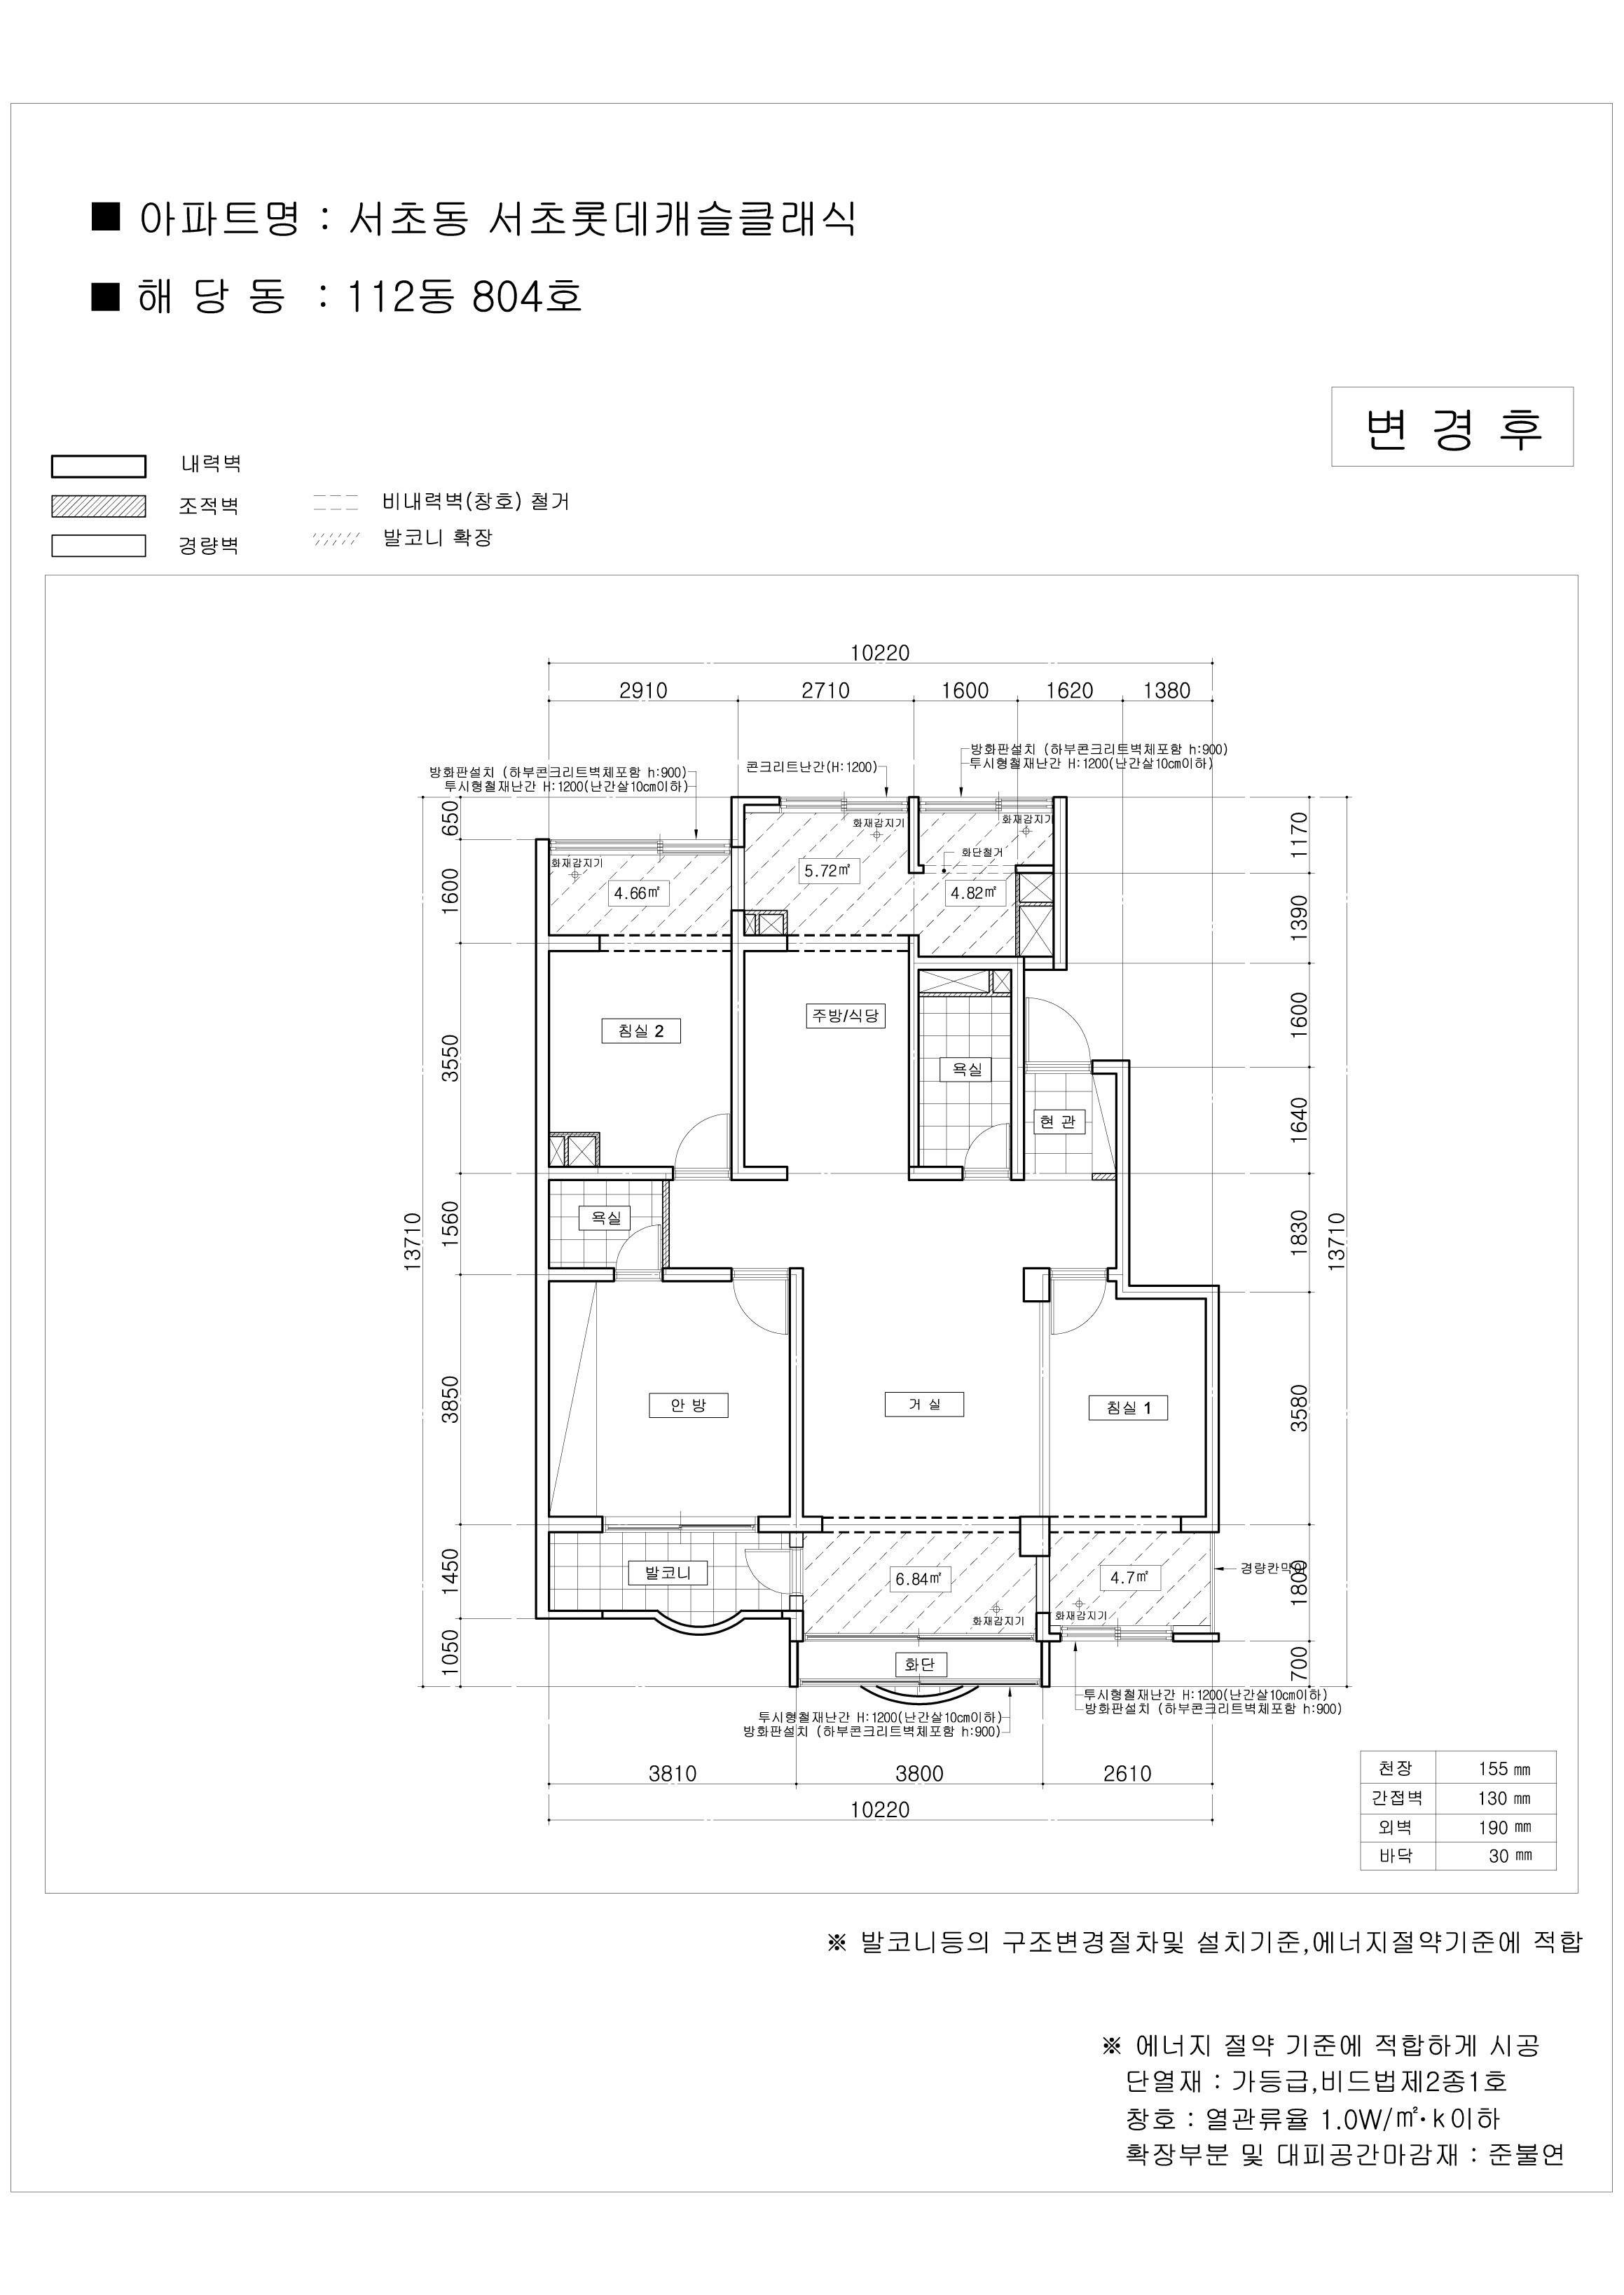 ■ 아파트명 : 서초동 서초롯데캐슬클래식
■ 해 당 동 : 112동 804호
변 경 후
내력벽
조적벽
비내력벽(창호) 철거
경량벽
발코니 확장
10220
2910 2710 1600 1620 1380
방화판설치 (하부콘크리트벽체포함 h:900)
투시형철재난간 H:1200(난간살10cm이하)
콘크리트난간(H:1200)
방화판설치 (하부콘크리트벽체포함 h:900)
투시형철재난간 H:1200(난간살10cm이하)
650
1600
3550
1560
3850
1450
1050
13710
1170
1390
1600
1640
1830
3580
1800
700
13710
화재감지기
화재감지기
화재감지기
화단철거
4.66㎡
5.72㎡
4.82㎡
침실 2
주방/식당
욕실
현 관
욕실
안 방
거 실
침실 1
발코니
6.84㎡
4.7㎡
경량칸막이
화재감지기
화재감지기
화단
투시형철재난간 H:1200(난간살10cm이하)
방화판설치 (하부콘크리트벽체포함 h:900)
투시형철재난간 H:1200(난간살10cm이하)
방화판설치 (하부콘크리트벽체포함 h:900)
3810 3800 2610
10220
천장 155 ㎜
간접벽 130 ㎜
외벽 190 ㎜
바닥 30 ㎜
※ 발코니등의 구조변경절차및 설치기준,에너지절약기준에 적합
※ 에너지 절약 기준에 적합하게 시공
단열재 : 가등급,비드법제2종1호
창호 : 열관류율 1.0W/㎡·k이하
확장부분 및 대피공간마감재 : 준불연